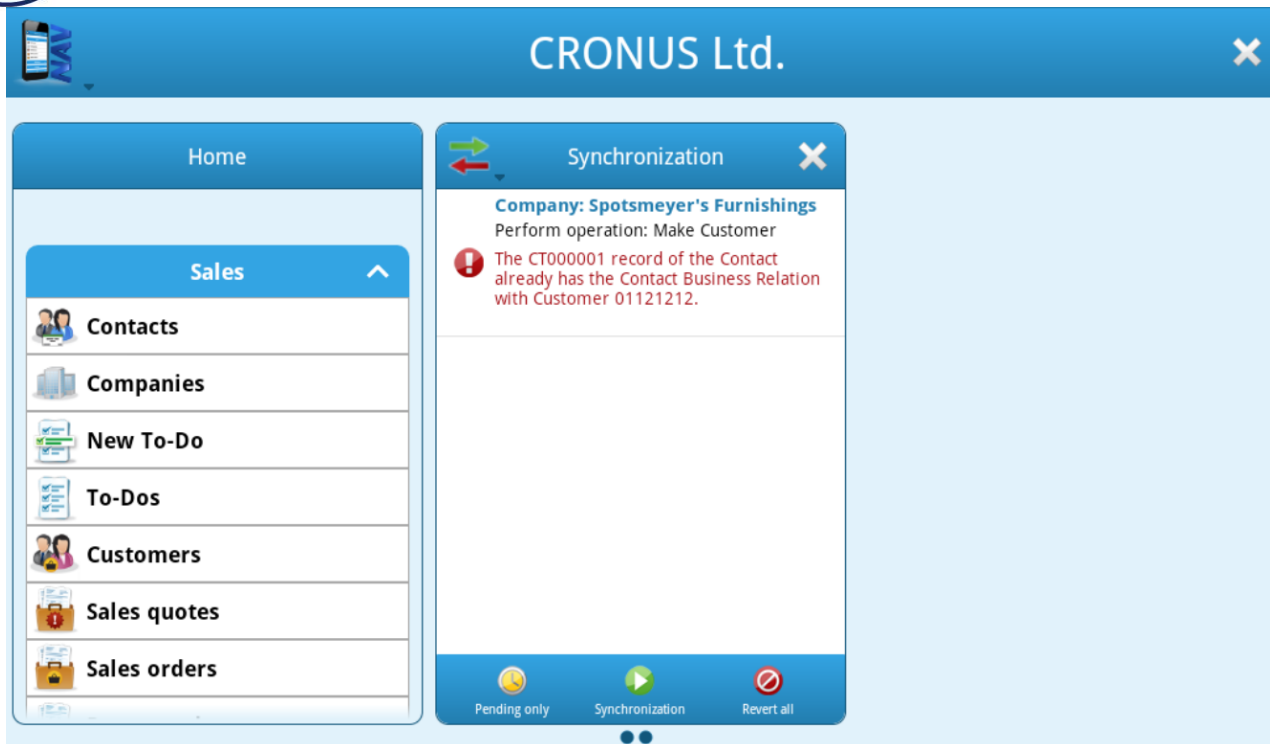 NAV
CRONUS Ltd.
Home
Sales
Contacts
Companies
New To-Do
To-Dos
Customers
Sales quotes
Sales orders
Synchronization
Company: Spotsmeyer's Furnishings
Perform operation: Make Customer
The CT000001 record of the Contact
already has the Contact Business Relation
with Customer 01121212.
Pending only
Synchronization
Revert all